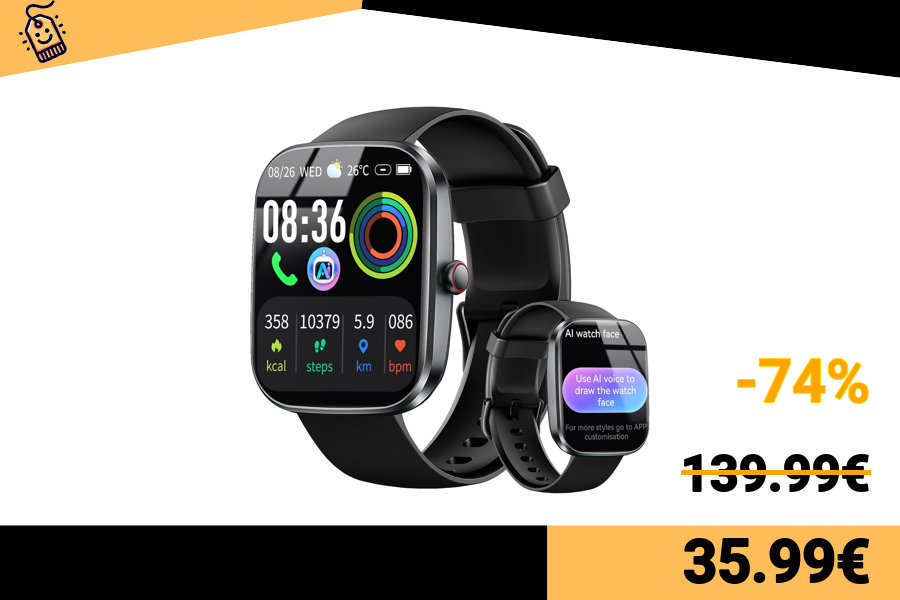 08/26 WED 26℃
08:36
Ai
358 10379 5.9 086
kcal steps km bpm
AI watch face
Use AI voice to
draw the watch
face
For more styles go to APP
customisation
-74%
139.99€
35.99€